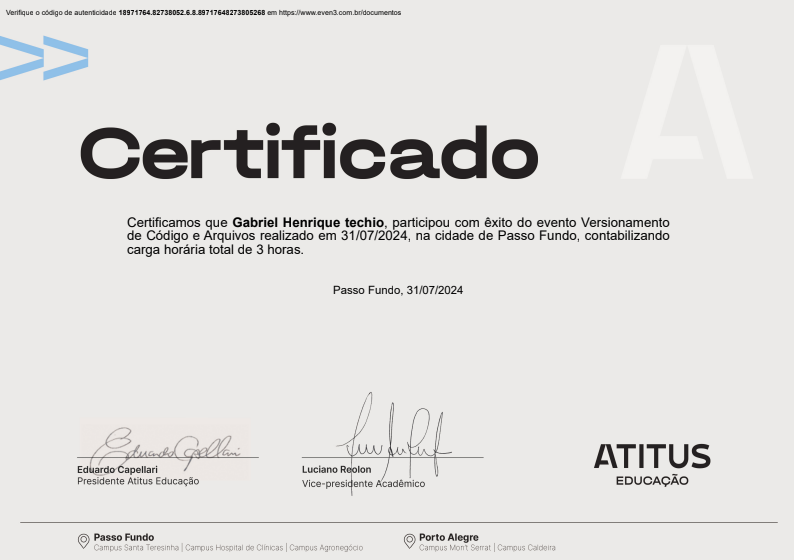 Verifique o código de autenticidade 18971764.82738052.6.8.89717648273805268 em https://www.even3.com.br/documentos
Certificado
Certificamos que Gabriel Henrique techio, participou com êxito do evento Versionamento
de Código e Arquivos realizado em 31/07/2024, na cidade de Passo Fundo, contabilizando
carga horária total de 3 horas.
Passo Fundo, 31/07/2024
Eduardo Capellari
Eduardo Capellari
Presidente Atitus Educação
Luciano Reolon
Vice-presidente Acadêmico
ATITUS
EDUCAÇÃO
Passo Fundo
Campus Santa Teresinha | Campus Hospital de Clínicas | Campus Agronegócio
Porto Alegre
Campus Mon't Serrat | Campus Caldeira